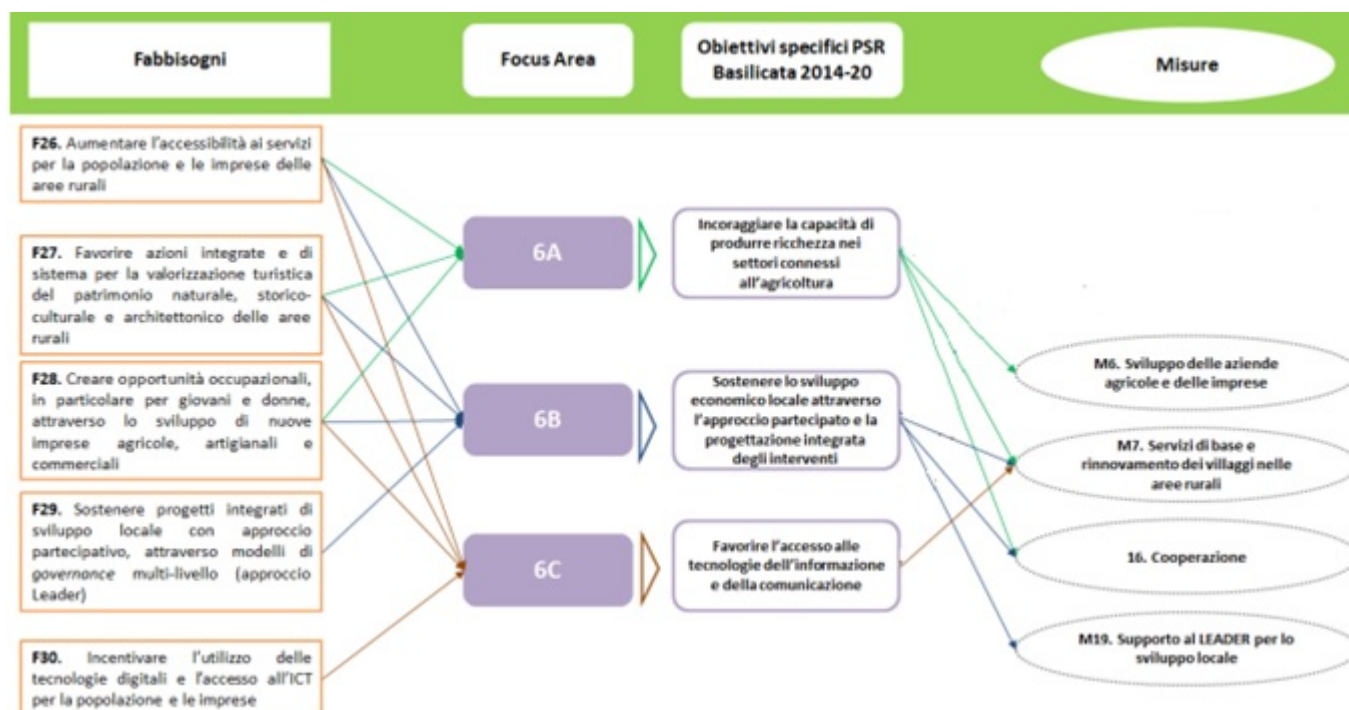 Fabbisogni
Focus Area
Obiettivi specifici PSR
Basilicata 2014-20
Misure
F26. Aumentare l'accessibilità ai servizi
per la popolazione e le imprese delle
aree rurali
F27. Favorire azioni integrate e di
sistema per la valorizzazione turistica
del patrimonio naturale, storico-
culturale e architettonico delle aree
rurali
F28. Creare opportunità occupazionali,
in particolare per giovani e donne,
attraverso lo sviluppo di nuove
imprese agricole, artigianali e
commerciali
F29. Sostenere progetti integrati di
sviluppo locale con approccio
partecipativo, attraverso modelli di
governance multi-livello (approccio
Leader)
F30. Incentivare l'utilizzo delle
tecnologie digitali e l'accesso all'ICT
per la popolazione e le imprese
6A
6B
6C
Incoraggiare la capacità di
produrre ricchezza nei
settori connessi
all'agricoltura
Sostenere lo sviluppo
economico locale attraverso
l'approccio partecipato e la
progettazione integrata
degli interventi
Favorire l'accesso alle
tecnologie dell'informazione
e della comunicazione
M6. Sviluppo delle aziende
agricole e delle imprese
M7. Servizi di base e
rinnovamento dei villaggi nelle
aree rurali
16. Cooperazione
M19. Supporto al LEADER per lo
sviluppo locale